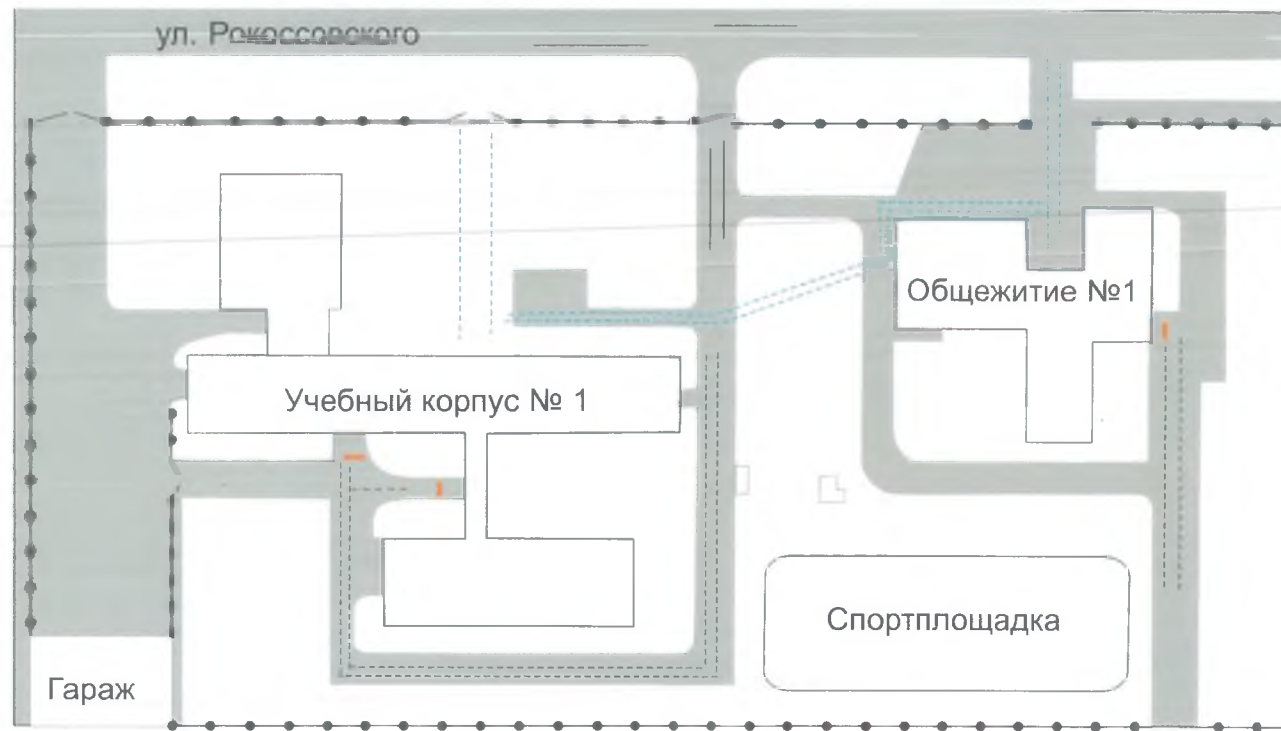 ул. Рокоссовского
Общежитие №1
Учебный корпус № 1
Спортплощадка
Гараж